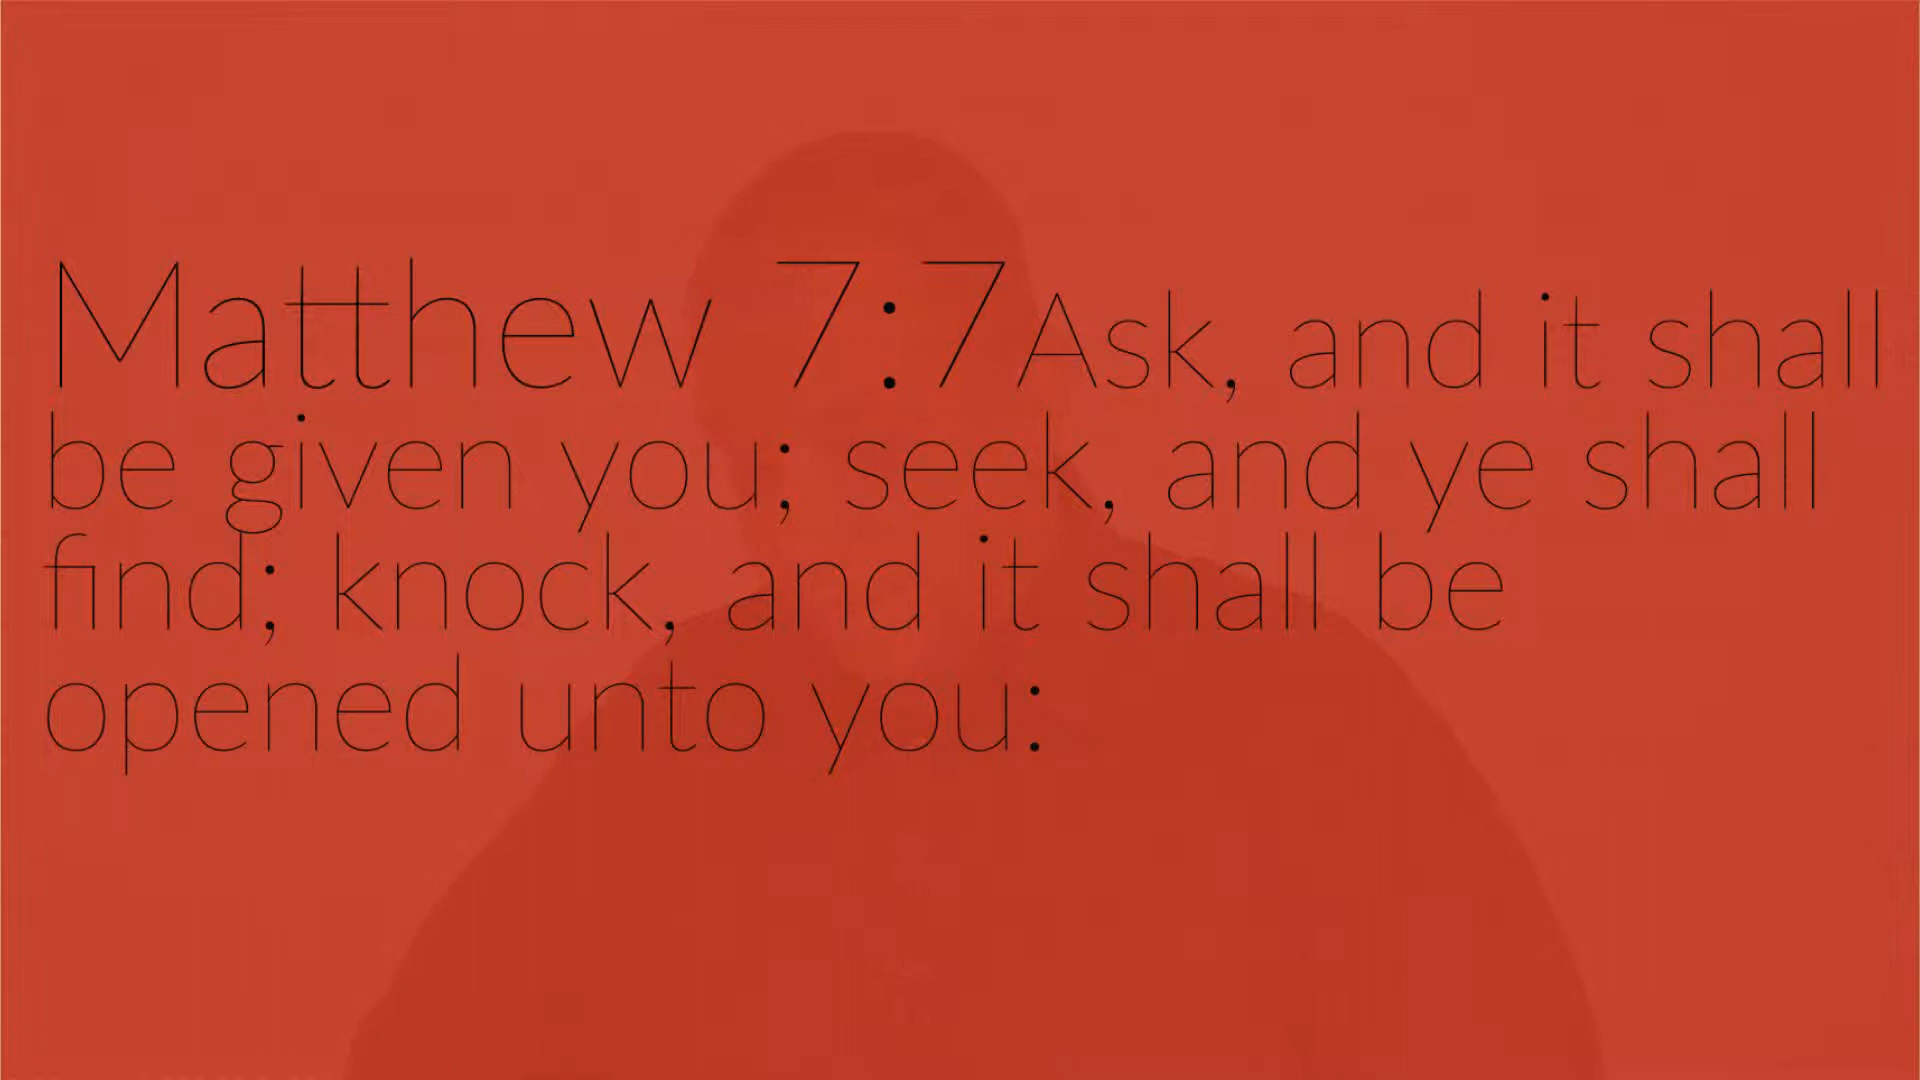 Matthew 7:7 Ask, and it shall
be given you; seek, and ye shall
find; knock, and it shall be
opened unto you: